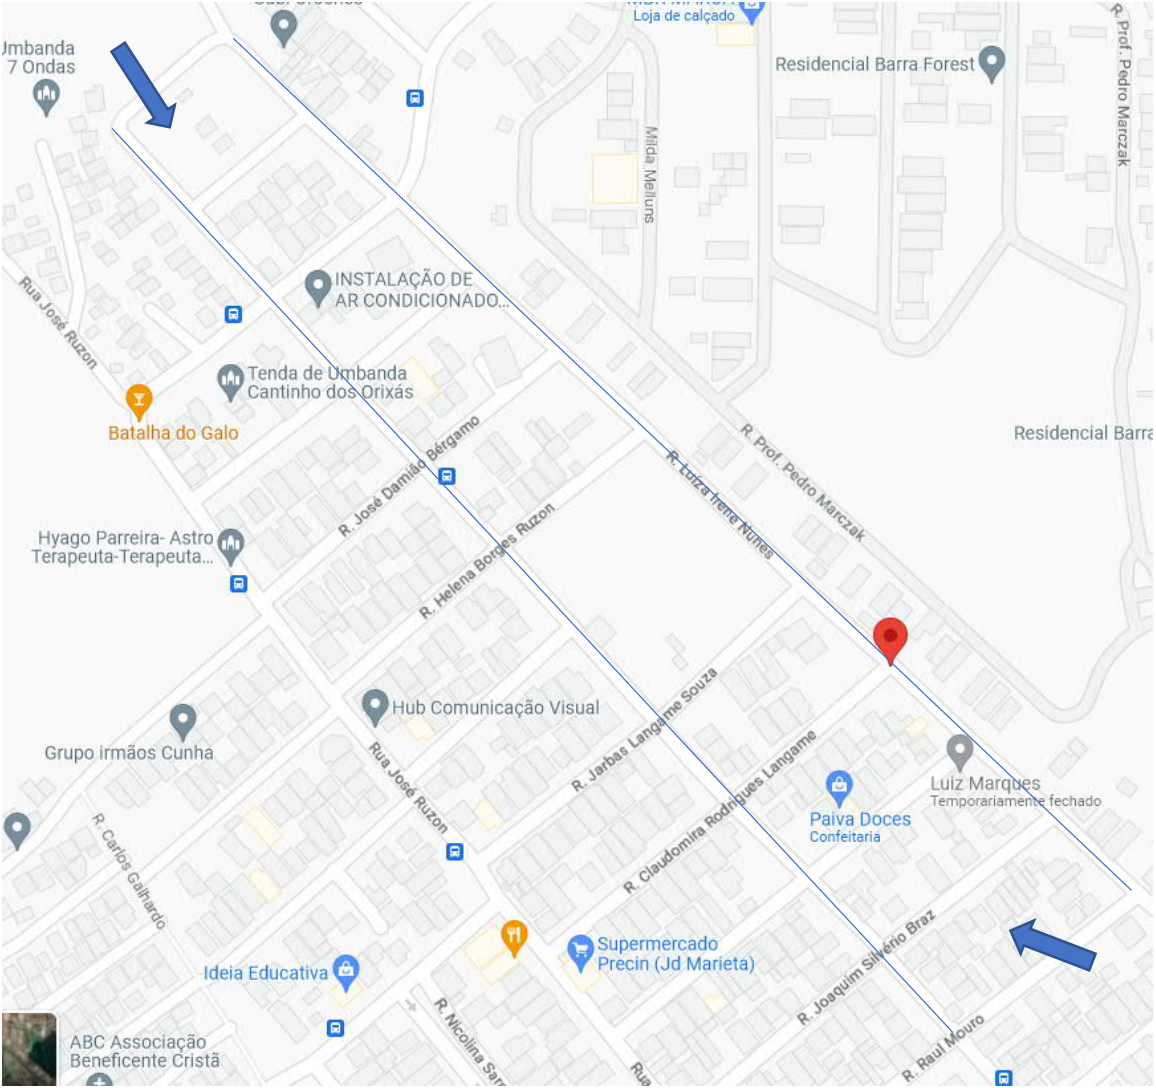 Loja de calçado
Umbanda
7 Ondas
Residencial Barra Forest
R. Prof. Pedro Marczak
Milda Melluns
INSTALAÇÃO DE
AR CONDICIONADO...
Rua José Ruzon
Tenda de Umbanda
Cantinho dos Orixás
Batalha do Galo
R. José Damião Bérgamo
R. Luíza Irene Nunes
R. Prof. Pedro Marczak
Residencial Barra
Hyago Parreira- Astro
Terapeuta-Terapeuta...
R. Helena Borges Ruzon
Hub Comunicação Visual
R. Jarbas Langame Souza
Grupo irmãos Cunha
Rua José Ruzon
R. Claudomira Rodrigues Langame
Luiz Marques
Temporariamente fechado
Paiva Doces
Confeitaria
R. Carlos Galhardo
Supermercado
Precin (Jd Marieta)
R. Joaquim Silvério Braz
Ideia Educativa
R. Raul Mouro
R. Nicolina Sar
Rua
ABC Associação
Beneficente Cristã